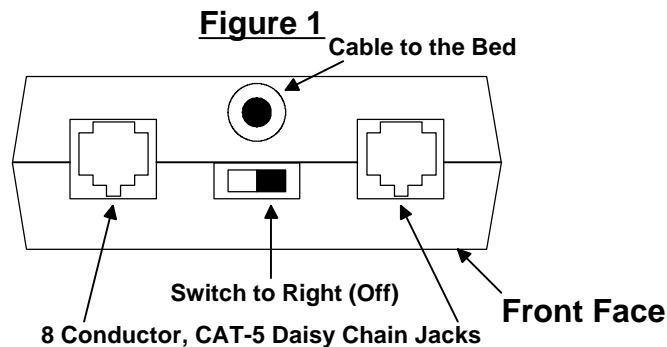 Figure 1
Cable to the Bed
Switch to Right (Off)
Front Face
8 Conductor, CAT-5 Daisy Chain Jacks